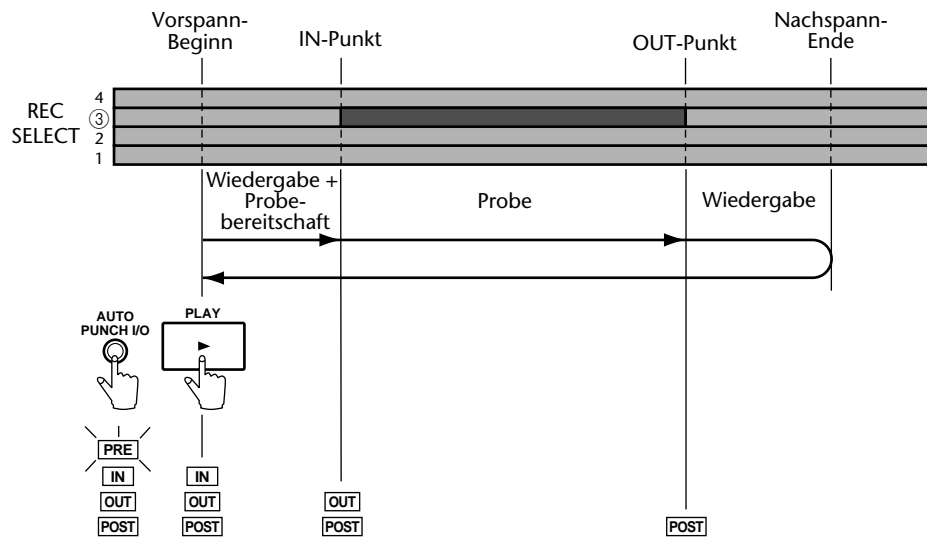 Vorspann-
Beginn
IN-Punkt
OUT-Punkt
Nachspann-
Ende
REC
SELECT
4
③
2
1
Wiedergabe +
Probe-
bereitschaft
Probe
Wiedergabe
AUTO
PUNCH I/O
PLAY
PRE
IN
OUT
POST
IN
OUT
POST
OUT
POST
POST